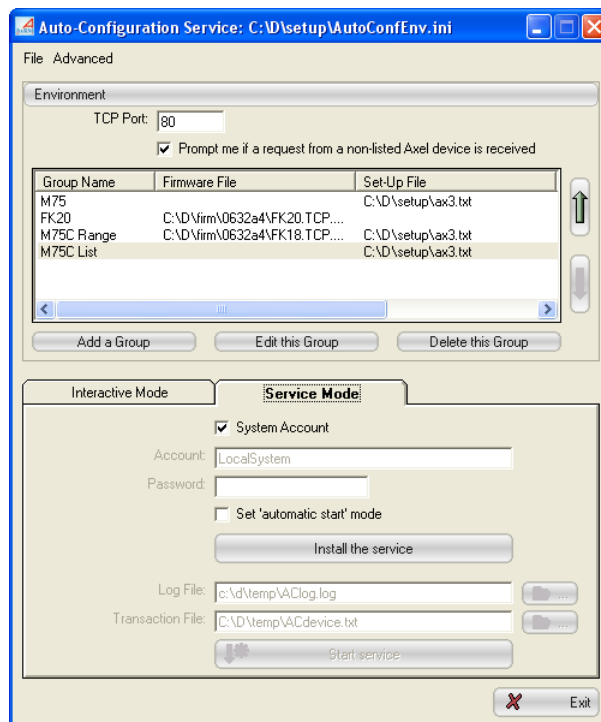 Auto-Configuration Service: C:\D\setup\AutoConfEnv.ini
File Advanced
Environment
TCP Port: 80
Prompt me if a request from a non-listed Axel device is received
Group Name Firmware File Set-Up File
M75 C:\D\setup\ax3.txt
FK20 C:\D\firm\0632a4\FK20.TCP....
M75C Range C:\D\firm\0632a4\FK18.TCP.... C:\D\setup\ax3.txt
M75C List C:\D\setup\ax3.txt
Add a Group Edit this Group Delete this Group
Interactive Mode Service Mode
System Account
Account: LocalSystem
Password:
Set 'automatic start' mode
Install the service
Log File: c:\d\temp\AClog.log ...
Transaction File: C:\D\temp\ACdevice.txt ...
Start service
Exit